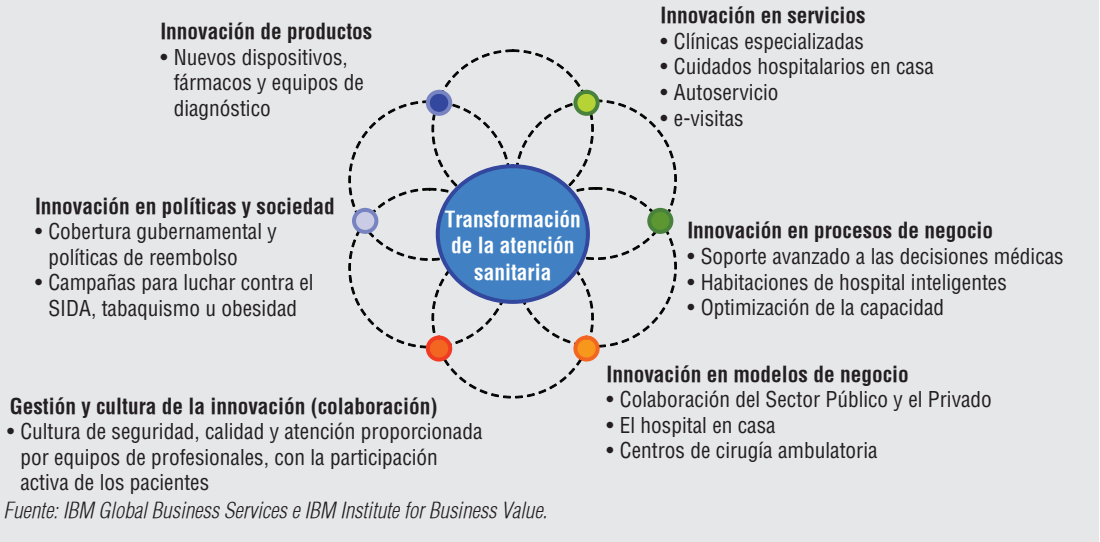 Innovación de productos
• Nuevos dispositivos,
fármacos y equipos de
diagnóstico
Innovación en servicios
• Clínicas especializadas
• Cuidados hospitalarios en casa
• Autoservicio
• e-visitas
Innovación en políticas y sociedad
• Cobertura gubernamental y
políticas de reembolso
• Campañas para luchar contra el
SIDA, tabaquismo u obesidad
Transformación
de la atención
sanitaria
Innovación en procesos de negocio
• Soporte avanzado a las decisiones médicas
• Habitaciones de hospital inteligentes
• Optimización de la capacidad
Gestión y cultura de la innovación (colaboración)
• Cultura de seguridad, calidad y atención proporcionada
por equipos de profesionales, con la participación
activa de los pacientes
Innovación en modelos de negocio
• Colaboración del Sector Público y el Privado
• El hospital en casa
• Centros de cirugía ambulatoria
Fuente: IBM Global Business Services e IBM Institute for Business Value.